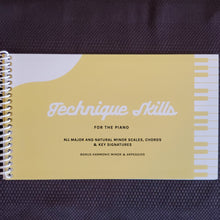 Technique Skills
FOR THE PIANO
ALL MAJOR AND NATURAL MINOR SCALES, CHORDS
& KEY SIGNATURES
BONUS: HARMONIC MINOR & ARPEGGIOS